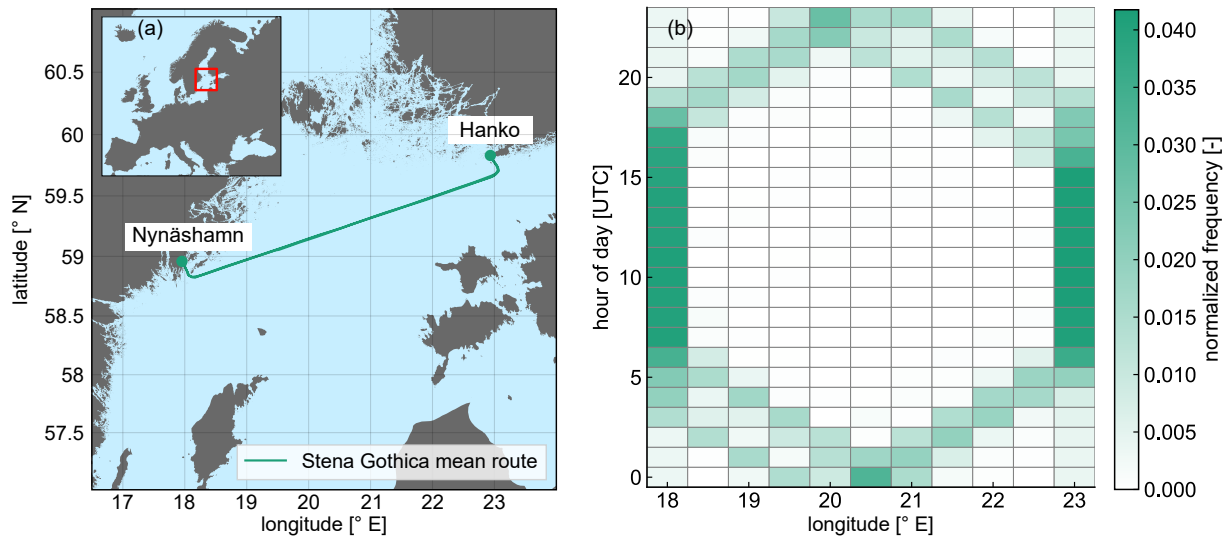 (a)
60.5
60
59.5
59
58.5
58
57.5
latitude [° N]
Hanko
Nynäshamn
Stena Gothica mean route
17 18 19 20 21 22 23
longitude [° E]
(b)
20
15
10
5
0
hour of day [UTC]
18 19 20 21 22 23
longitude [° E]
0.040
0.035
0.030
0.025
0.020
0.015
0.010
0.005
0.000
normalized frequency [-]